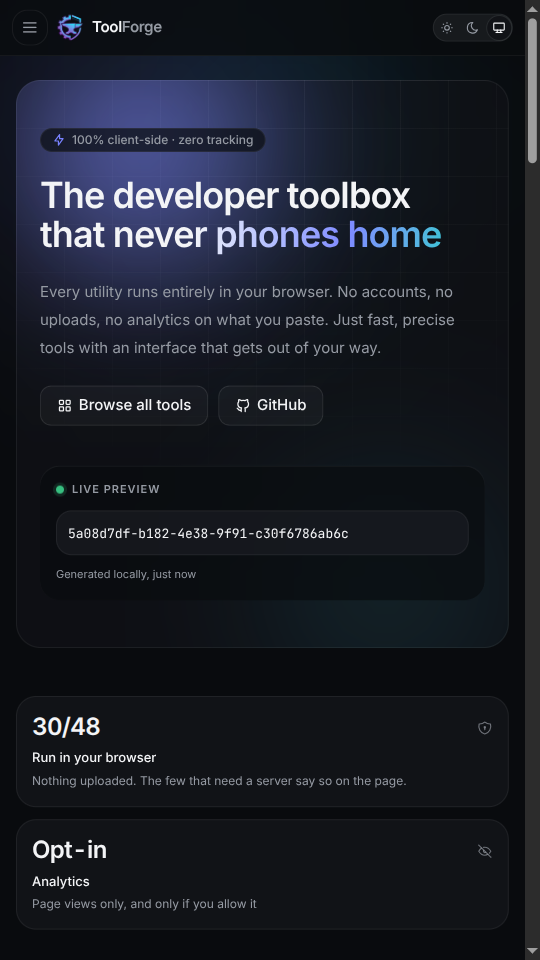 ToolForge
100% client-side · zero tracking
The developer toolbox
that never phones home
Every utility runs entirely in your browser. No accounts, no
uploads, no analytics on what you paste. Just fast, precise
tools with an interface that gets out of your way.
Browse all tools
GitHub
LIVE PREVIEW
5a08d7df-b182-4e38-9f91-c30f6786ab6c
Generated locally, just now
30/48
Run in your browser
Nothing uploaded. The few that need a server say so on the page.
Opt-in
Analytics
Page views only, and only if you allow it